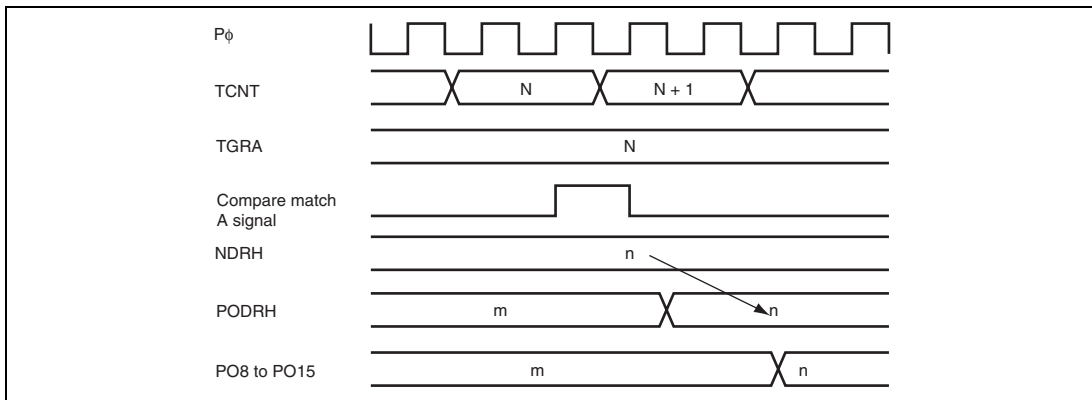 Pϕ
TCNT N N + 1
TGRA N
Compare match
A signal
NDRH n
PODRH m n
PO8 to PO15 m n